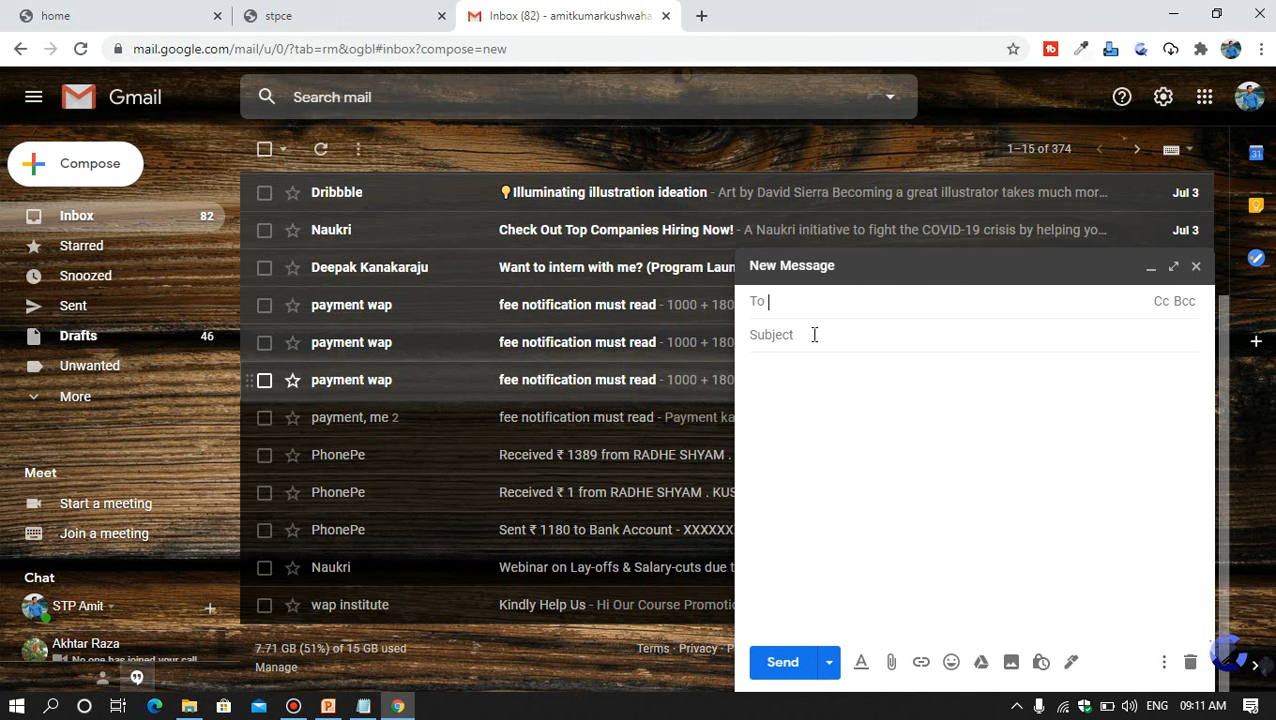 home
stpce
Inbox (82) - amitkumarkushwaha
mail.google.com/mail/u/0/?tab=rm&ogbl#inbox?compose=new
Gmail
Search mail
Compose
1–15 of 374
Inbox 82
Starred
Snoozed
Sent
Drafts 46
Unwanted
More
Meet
Start a meeting
Join a meeting
Chat
STP Amit
Akhtar Raza
No one has joined your call
Dribbble 💡Illuminating illustration ideation - Art by David Sierra Becoming a great illustrator takes much mor... Jul 3
Naukri Check Out Top Companies Hiring Now! - A Naukri initiative to fight the COVID-19 crisis by helping yo... Jul 3
Deepak Kanakaraju Want to intern with me? (Program Laun
payment wap fee notification must read - 1000 + 180
payment wap fee notification must read - 1000 + 180
payment wap fee notification must read - 1000 + 180
payment, me 2 fee notification must read - Payment ka
PhonePe Received ₹ 1389 from RADHE SHYAM .
PhonePe Received ₹ 1 from RADHE SHYAM . KUS
PhonePe Sent ₹ 1180 to Bank Account - XXXXXX
Naukri Webinar on Lay-offs & Salary-cuts due t
wap institute Kindly Help Us - Hi Our Course Promoti
7.71 GB (51%) of 15 GB used
Manage
Terms · Privacy · P
New Message
To Cc Bcc
Subject
Send
31
ENG 09:11 AM